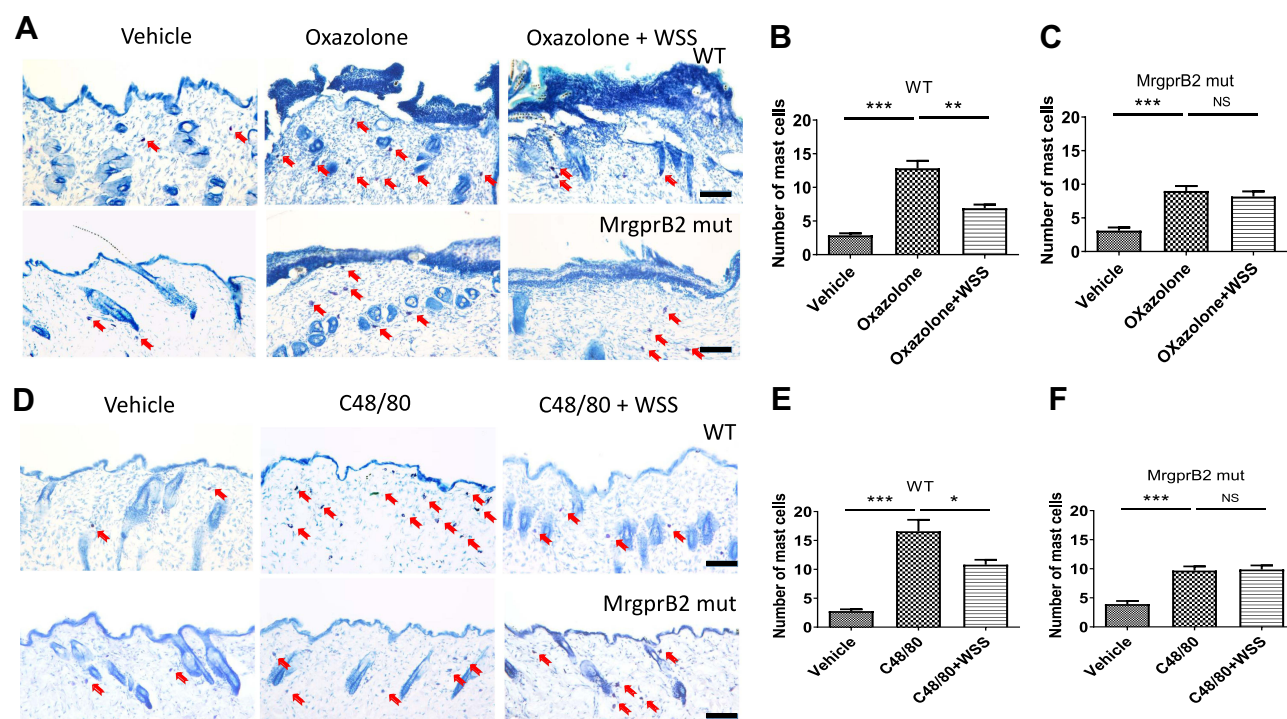 A
Vehicle
Oxazolone
Oxazolone + WSS
WT
MrgprB2 mut
B
WT
***
**
Number of mast cells
20
15
10
5
0
Vehicle
Oxazolone
Oxazolone+WSS
C
MrgprB2 mut
***
NS
Number of mast cells
20
15
10
5
0
Vehicle
OXazolone
OXazolone+WSS
D
Vehicle
C48/80
C48/80 + WSS
WT
MrgprB2 mut
E
WT
***
*
Number of mast cells
20
15
10
5
0
Vehicle
C48/80
C48/80+WSS
F
MrgprB2 mut
***
NS
Number of mast cells
20
15
10
5
0
Vehicle
C48/80
C48/80+WSS